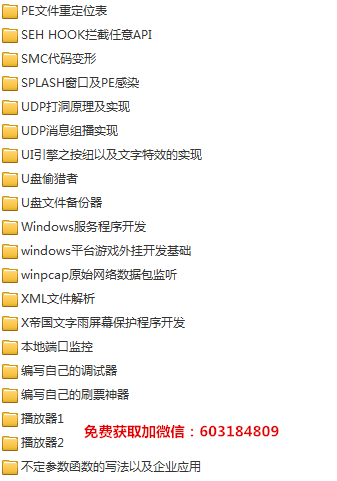 PE文件重定位表
SEH HOOK拦截任意API
SMC代码变形
SPLASH窗口及PE感染
UDP打洞原理及实现
UDP消息组播实现
UI引擎之按纽以及文字特效的实现
U盘偷猎者
U盘文件备份器
Windows服务程序开发
windows平台游戏外挂开发基础
winpcap原始网络数据包监听
XML文件解析
X帝国文字雨屏幕保护程序开发
本地端口监控
编写自己的调试器
编写自己的刷票神器
播放器1
免费获取加微信：603184809
播放器2
不定参数函数的写法以及企业应用